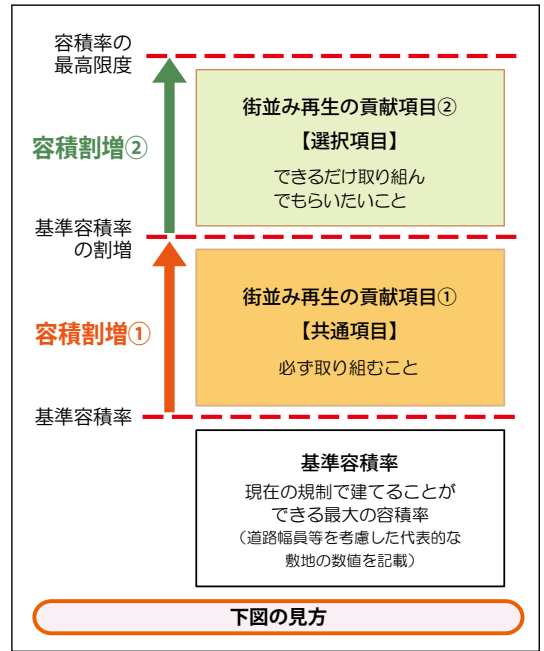 容積率の
最高限度
街並み再生の貢献項目②
【選択項目】
できるだけ取り組ん
でもらいたいこと
容積割増②
基準容積率
の割増
街並み再生の貢献項目①
【共通項目】
必ず取り組むこと
容積割増①
基準容積率
基準容積率
現在の規制で建てることが
できる最大の容積率
（道路幅員等を考慮した代表的な
敷地の数値を記載）
下図の見方